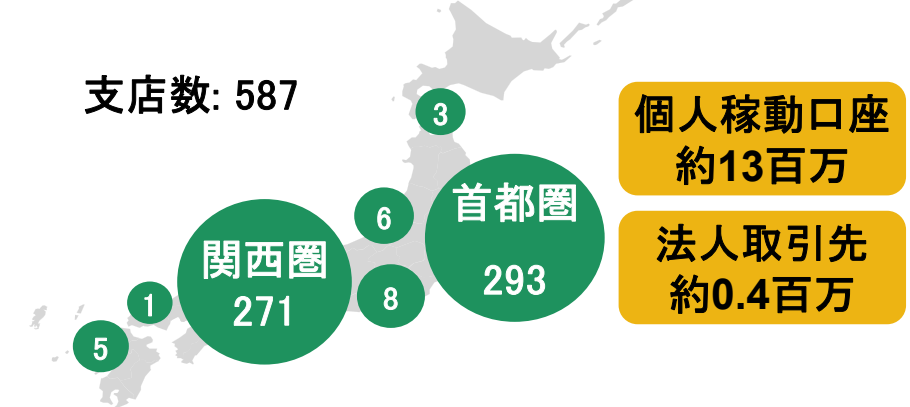 支店数: 587
3
首都圏
293
6
関西圏
271
8
1
5
個人稼動口座
約13百万
法人取引先
約0.4百万